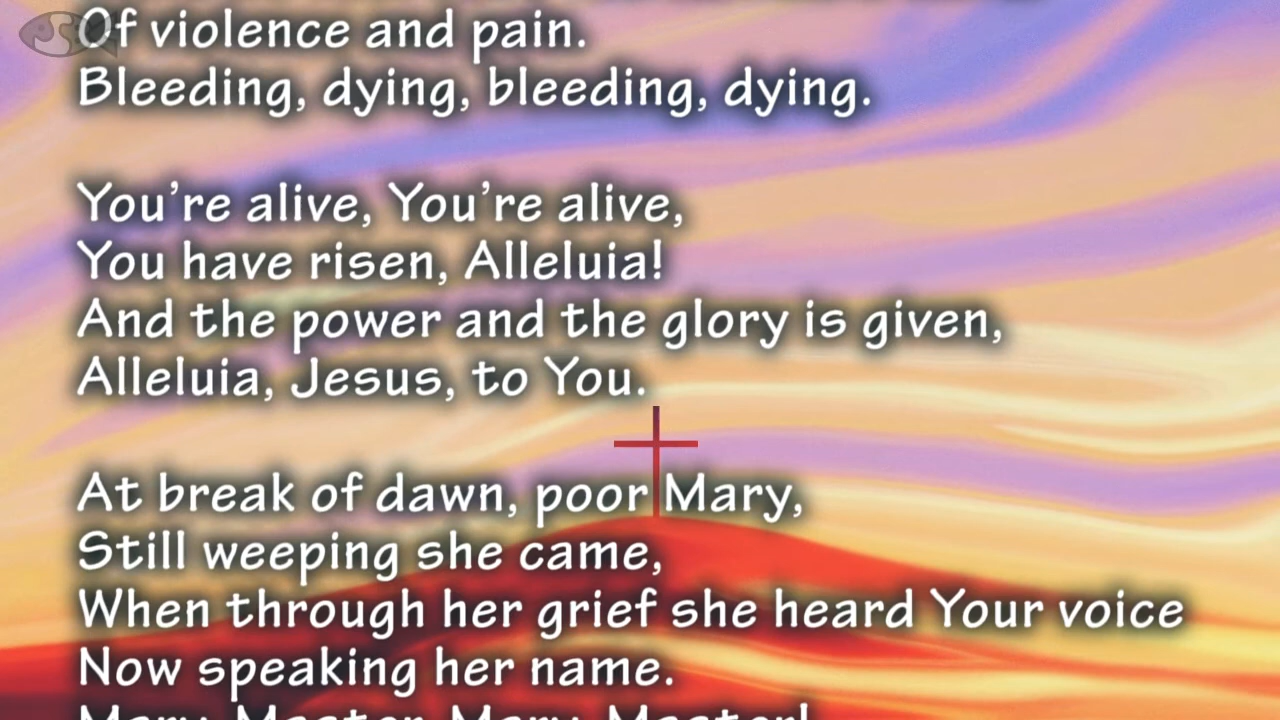 Of violence and pain.
Bleeding, dying, bleeding, dying.
You're alive, You're alive,
You have risen, Alleluia!
And the power and the glory is given,
Alleluia, Jesus, to You.
At break of dawn, poor Mary,
Still weeping she came,
When through her grief she heard Your voice
Now speaking her name.
Mary, Master, Mary, Master!